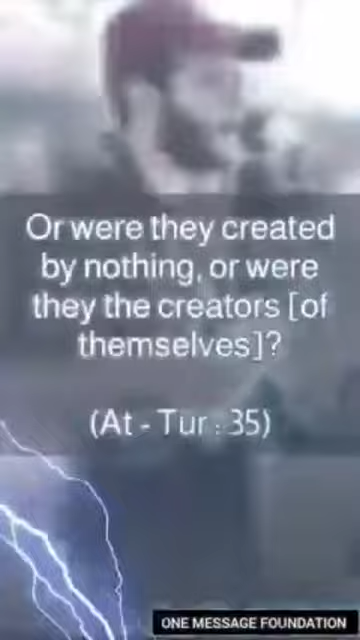 Or were they created
by nothing, or were
they the creators [of
themselves]?
(At - Tur : 35)
ONE MESSAGE FOUNDATION